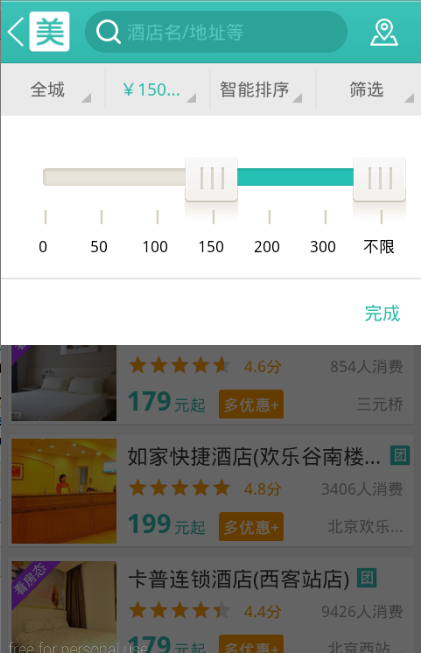 美 酒店名/地址等
全城 ￥150... 智能排序 筛选
0 50 100 150 200 300 不限
完成
4.6分 854人消费
179元起 多优惠+ 三元桥
如家快捷酒店(欢乐谷南楼... 团
4.8分 3406人消费
199元起 多优惠+ 北京欢乐...
看房态
卡普连锁酒店(西客站店) 团
4.4分 9426人消费
179元起 多优惠+ 北京西站...
free for personal use